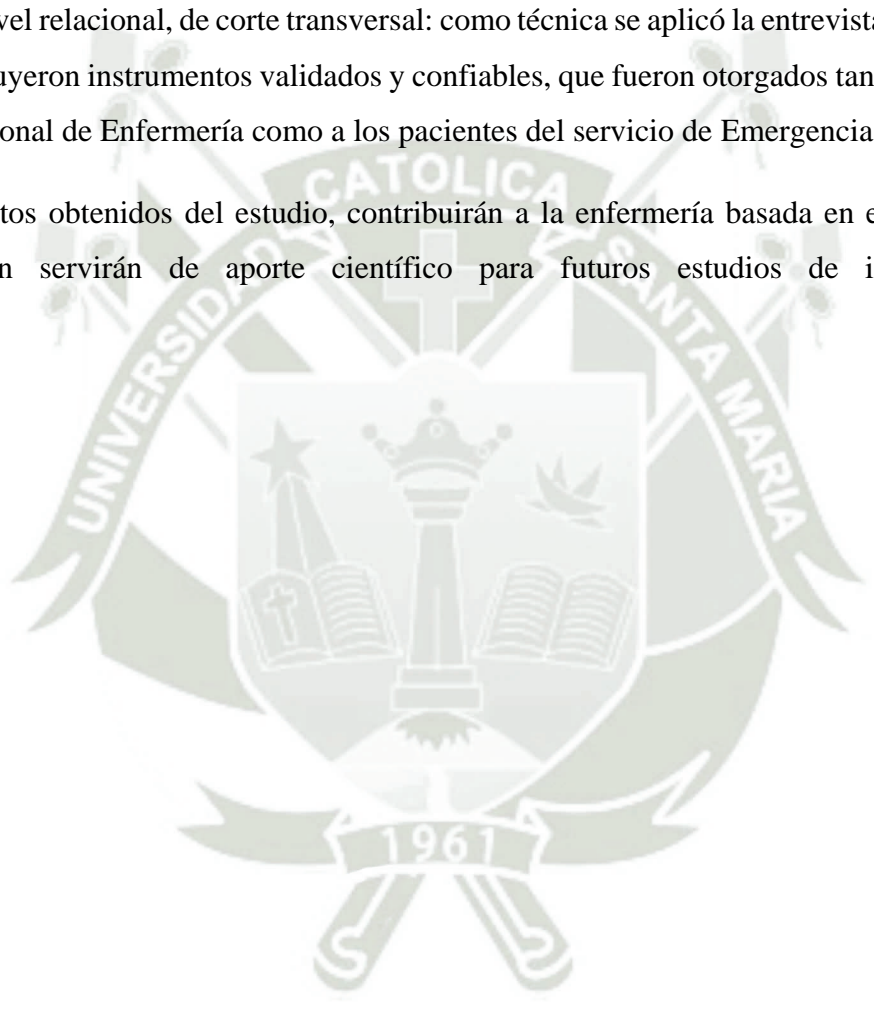 vel relacional, de corte transversal: como técnica se aplicó la entrevista
uyeron instrumentos validados y confiables, que fueron otorgados tan
onal de Enfermería como a los pacientes del servicio de Emergencia
tos obtenidos del estudio, contribuirán a la enfermería basada en e
n servirán de aporte científico para futuros estudios de i
UNIVERSIDAD CATOLICA SANTA MARIA
1961